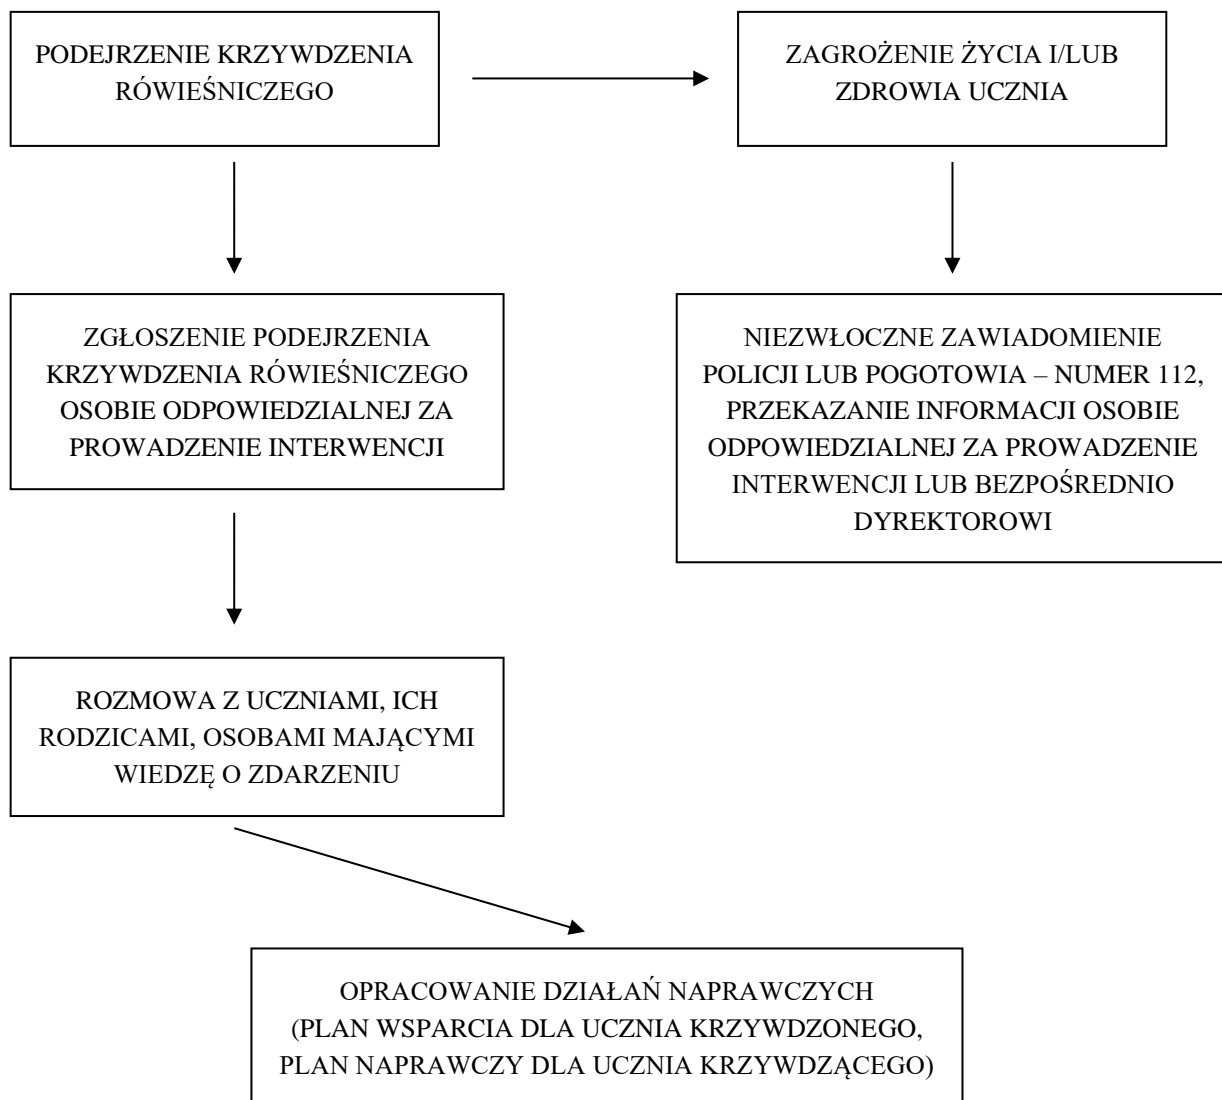 PODEJRZENIE KRZYWDZENIA
RÓWIEŚNICZEGO
ZAGROŻENIE ŻYCIA I/LUB
ZDROWIA UCZNIA
ZGŁOSZENIE PODEJRZENIA
KRZYWDZENIA RÓWIEŚNICZEGO
OSOBIE ODPOWIEDZIALNEJ ZA
PROWADZENIE INTERWENCJI
NIEZWŁOCZNE ZAWIADOMIENIE
POLICJI LUB POGOTOWIA – NUMER 112,
PRZEKAZANIE INFORMACJI OSOBIE
ODPOWIEDZIALNEJ ZA PROWADZENIE
INTERWENCJI LUB BEZPOŚREDNIO
DYREKTOROWI
ROZMOWA Z UCZNIAMI, ICH
RODZICAMI, OSOBAMI MAJĄCYMI
WIEDZĘ O ZDARZENIU
OPRACOWANIE DZIAŁAŃ NAPRAWCZYCH
(PLAN WSPARCIA DLA UCZNIA KRZYWDZONEGO,
PLAN NAPRAWCZY DLA UCZNIA KRZYWDZĄCEGO)